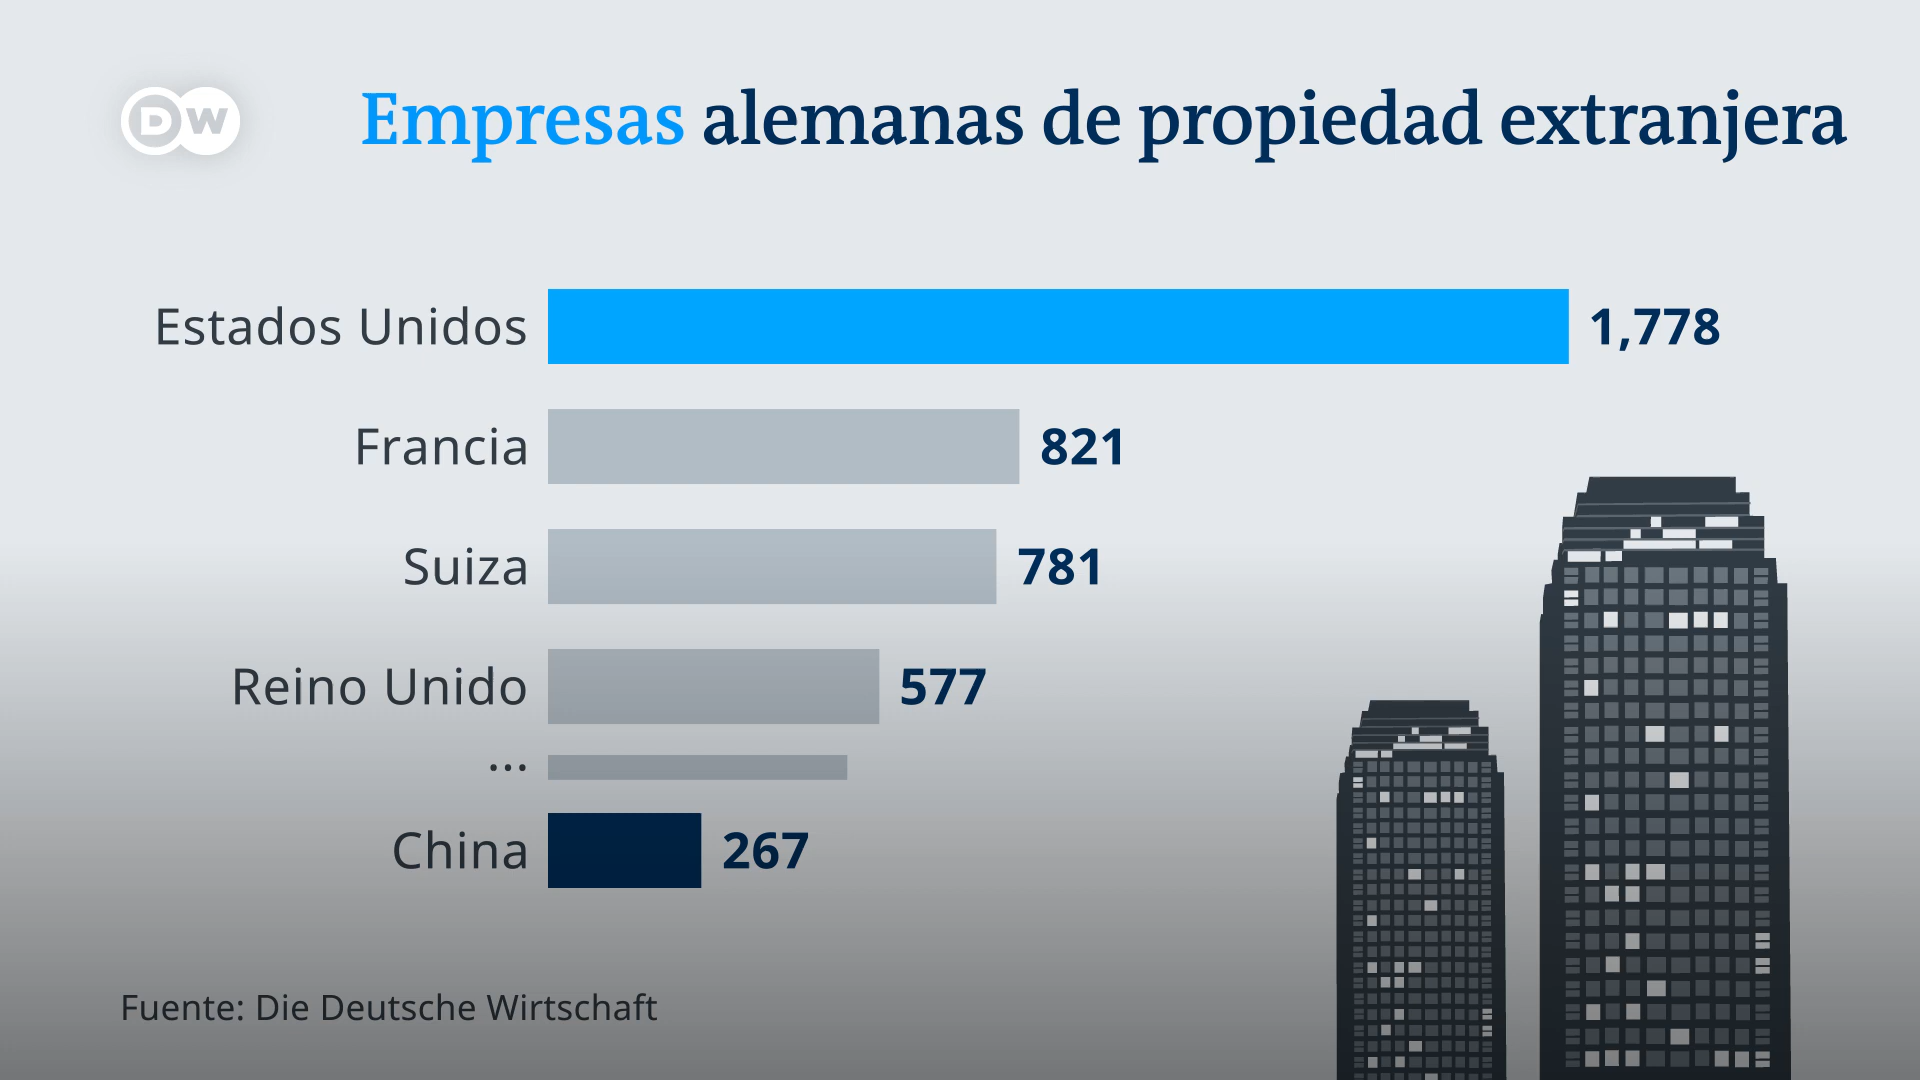 DW
Empresas alemanas de propiedad extranjera
Estados Unidos 1,778
Francia 821
Suiza 781
Reino Unido 577
...
China 267
Fuente: Die Deutsche Wirtschaft